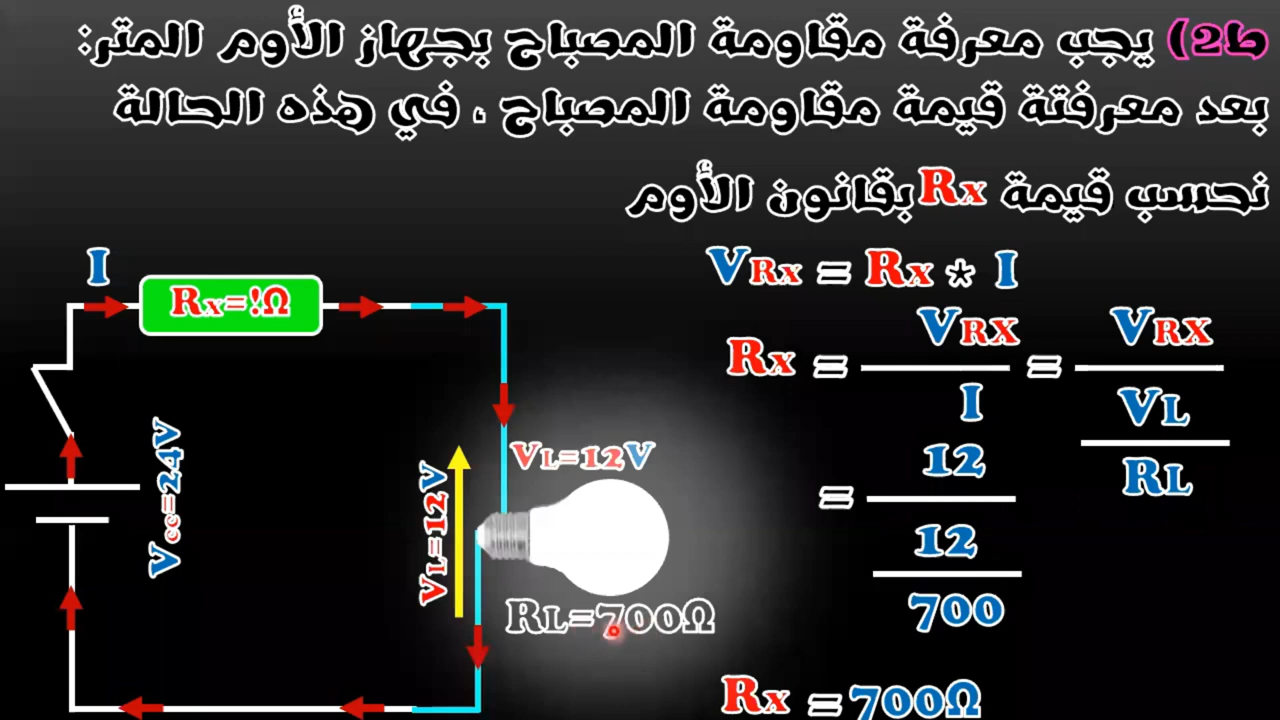 ط2) يجب معرفة مقاومة المصباح بجهاز الأوم المتر:
بعد معرفتة قيمة مقاومة المصباح ، في هذه الحالة
نحسب قيمة Rx بقانون الأوم
VRx = Rx * I
Rx = VRX / I = VRX / VL / RL
= 12 / 12 / 700
Rx = 700Ω
I
Rx=!Ω
Vcc=24V
VL=12V
VL=12V
RL=700Ω